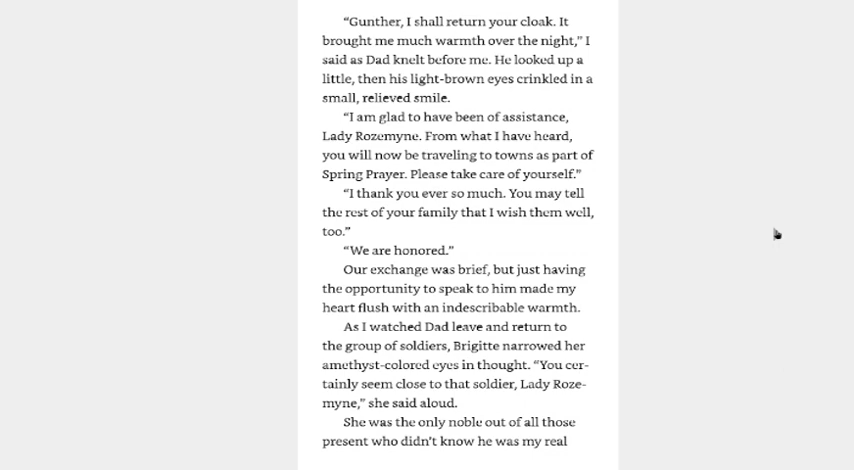 “Gunther, I shall return your cloak. It
brought me much warmth over the night,” I
said as Dad knelt before me. He looked up a
little, then his light-brown eyes crinkled in a
small, relieved smile.
“I am glad to have been of assistance,
Lady Rozemyne. From what I have heard,
you will now be traveling to towns as part of
Spring Prayer. Please take care of yourself.”
“I thank you ever so much. You may tell
the rest of your family that I wish them well,
too.”
“We are honored.”
Our exchange was brief, but just having
the opportunity to speak to him made my
heart flush with an indescribable warmth.
As I watched Dad leave and return to
the group of soldiers, Brigitte narrowed her
amethyst-colored eyes in thought. “You cer-
tainly seem close to that soldier, Lady Roze-
myne,” she said aloud.
She was the only noble out of all those
present who didn’t know he was my real